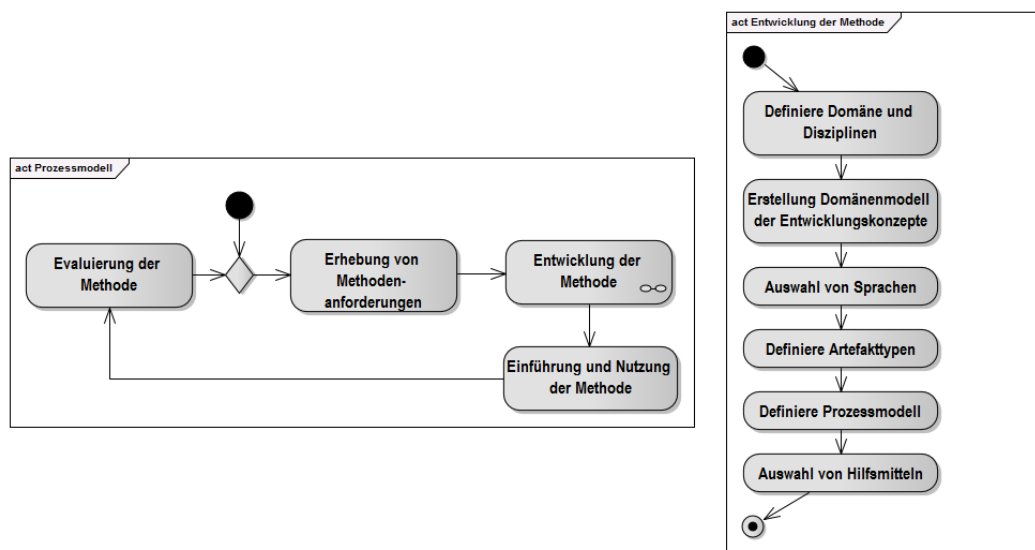 act Prozessmodell
Evaluierung der
Methode
Erhebung von
Methoden-
anforderungen
Entwicklung der
Methode
Einführung und Nutzung
der Methode
act Entwicklung der Methode
Definiere Domäne und
Disziplinen
Erstellung Domänenmodell
der Entwicklungskonzepte
Auswahl von Sprachen
Definiere Artefakttypen
Definiere Prozessmodell
Auswahl von Hilfsmitteln